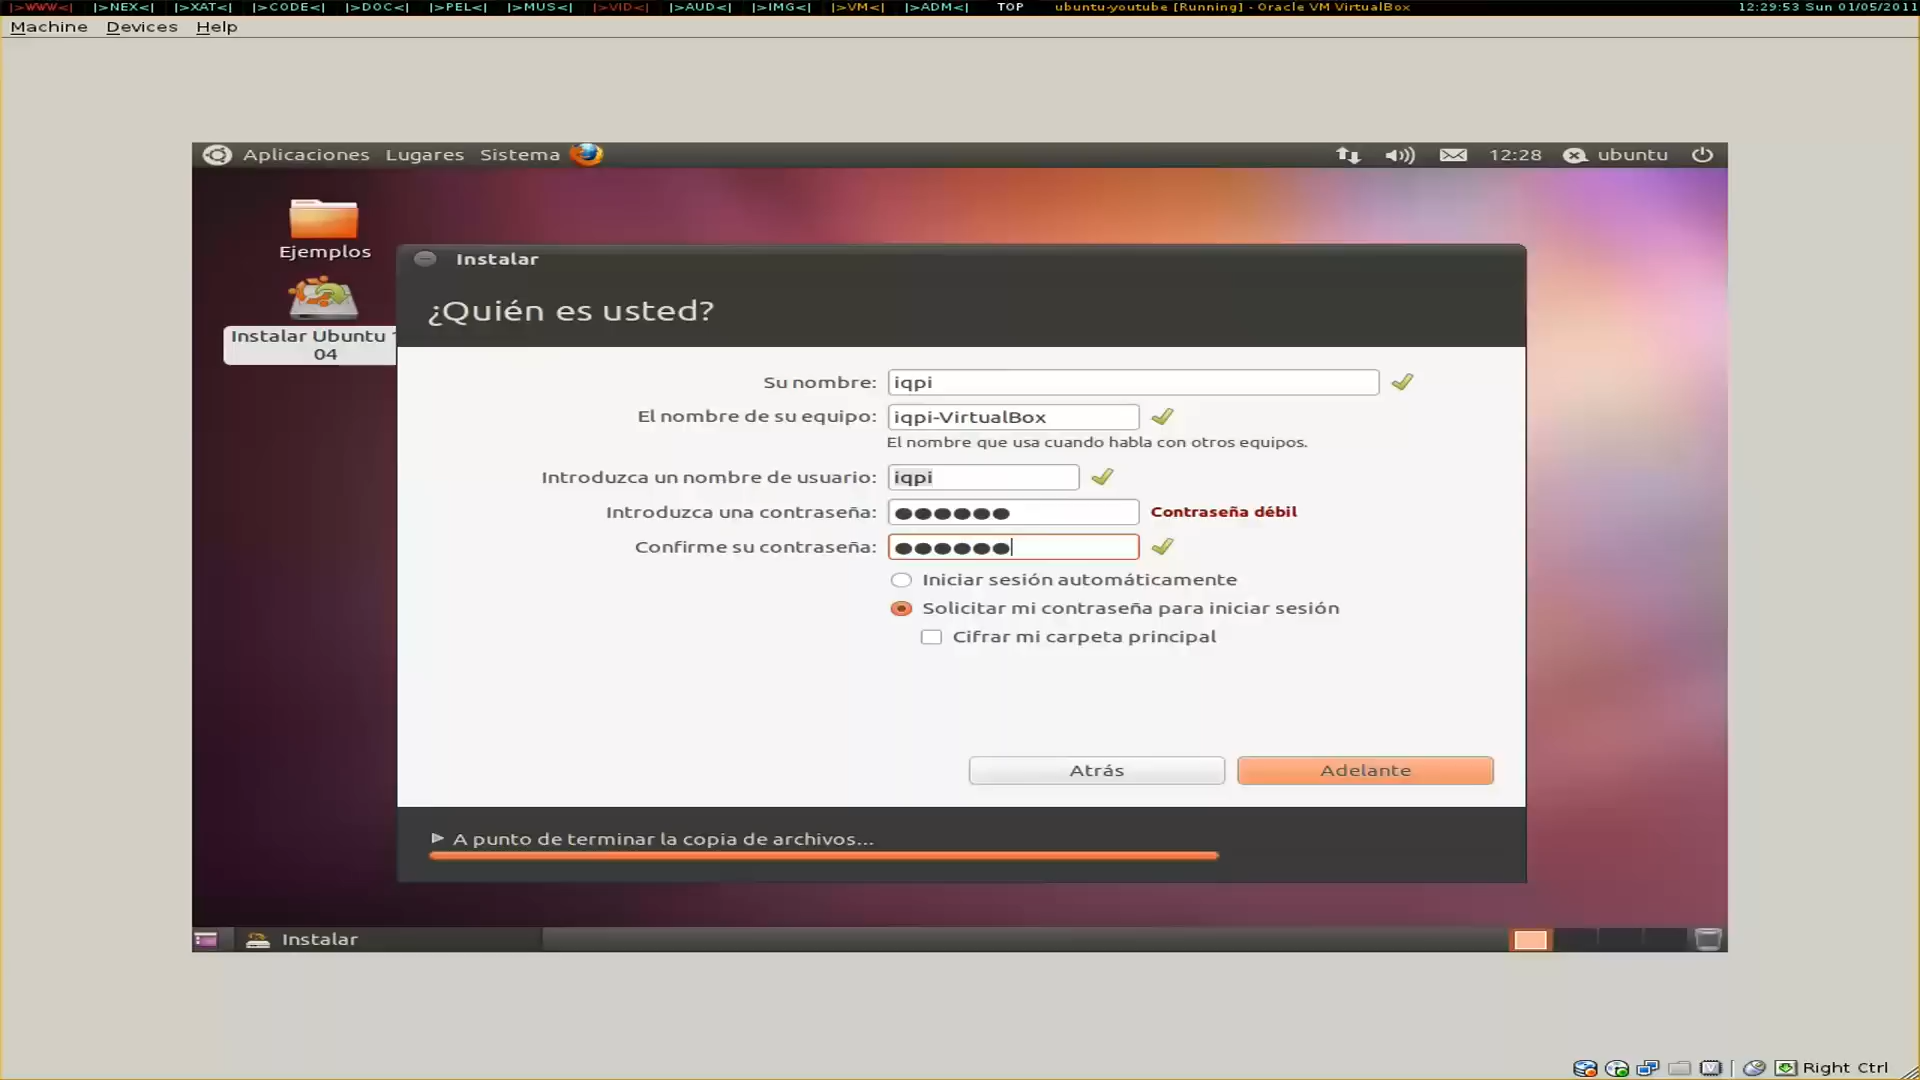 |>WWW<| |>NEX<| |>XAT<| |>CODE<| |>DOC<| |>PEL<| |>MUS<| |>VID<| |>AUD<| |>IMG<| |>VM<| |>ADM<| TOP ubuntu-youtube [Running] - Oracle VM VirtualBox 12:29:53 Sun 01/05/2011
Machine Devices Help
Aplicaciones Lugares Sistema 12:28 ubuntu
Ejemplos
Instalar Ubuntu
04
Instalar
¿Quién es usted?
Su nombre: iqpi
El nombre de su equipo: iqpi-VirtualBox
El nombre que usa cuando habla con otros equipos.
Introduzca un nombre de usuario: iqpi
Introduzca una contraseña: ●●●●●● Contraseña débil
Confirme su contraseña: ●●●●●●
Iniciar sesión automáticamente
Solicitar mi contraseña para iniciar sesión
Cifrar mi carpeta principal
Atrás Adelante
A punto de terminar la copia de archivos...
Instalar
Right Ctrl